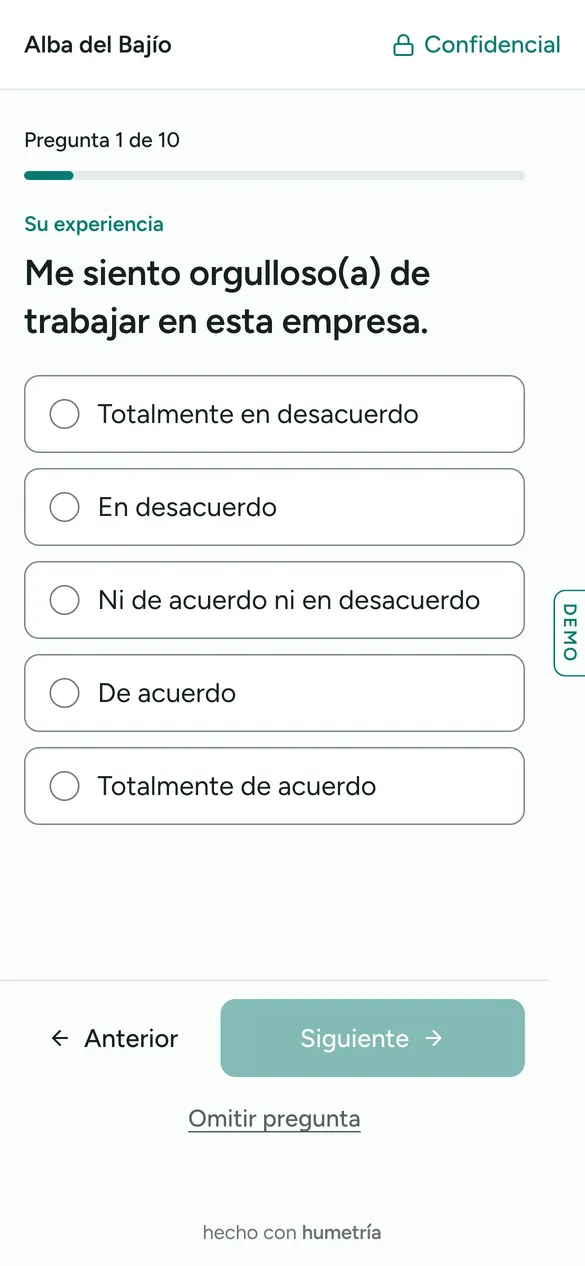 Alba del Bajío
Confidencial
Pregunta 1 de 10
Su experiencia
Me siento orgulloso(a) de
trabajar en esta empresa.
Totalmente en desacuerdo
En desacuerdo
Ni de acuerdo ni en desacuerdo
DEMO
De acuerdo
Totalmente de acuerdo
← Anterior
Siguiente →
Omitir pregunta
hecho con humetría